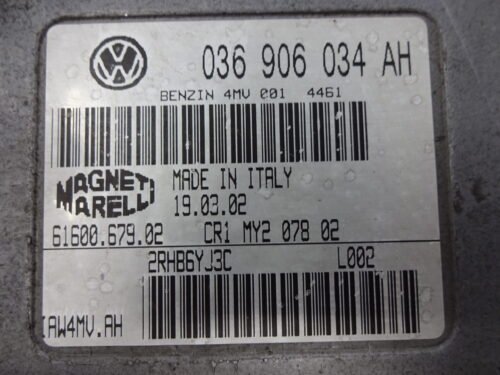 VW 036 906 034 AH
BENZIN 4MV 001 4461
MAGNETI MARELLI
MADE IN ITALY
19.03.02
61600.679.02 CR1 MY2 078 02
2RHB6YJ3C L002
IAW4MV.AH